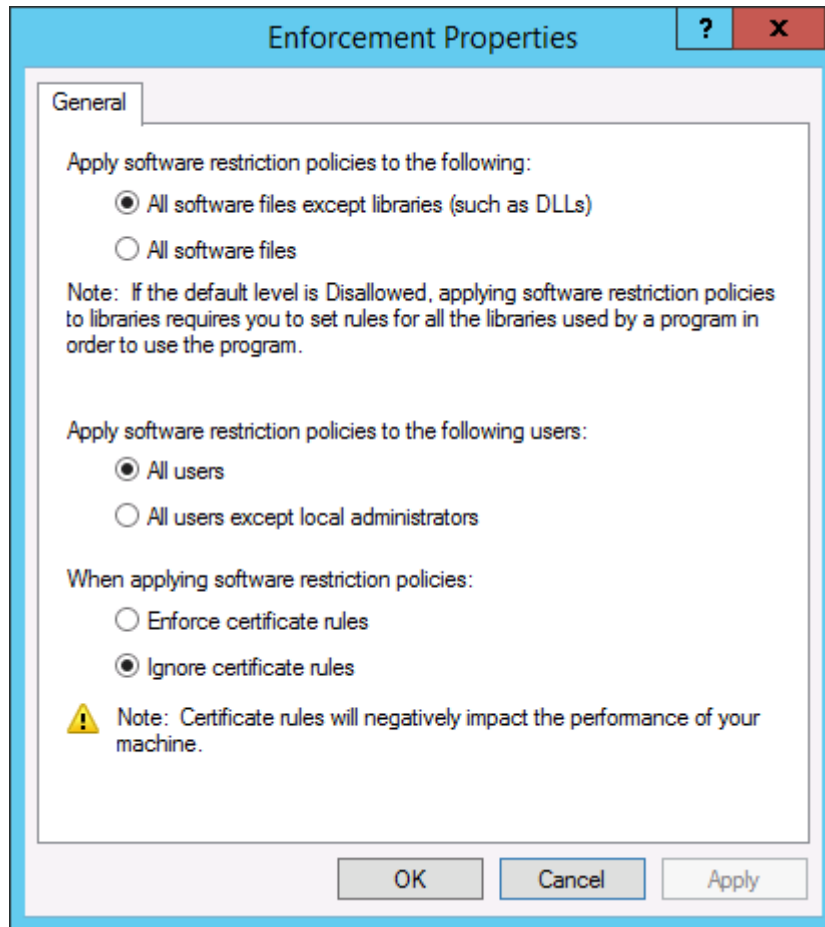 Enforcement Properties
?
x
General
Apply software restriction policies to the following:
All software files except libraries (such as DLLs)
All software files
Note: If the default level is Disallowed, applying software restriction policies
to libraries requires you to set rules for all the libraries used by a program in
order to use the program.
Apply software restriction policies to the following users:
All users
All users except local administrators
When applying software restriction policies:
Enforce certificate rules
Ignore certificate rules
Note: Certificate rules will negatively impact the performance of your
machine.
OK
Cancel
Apply